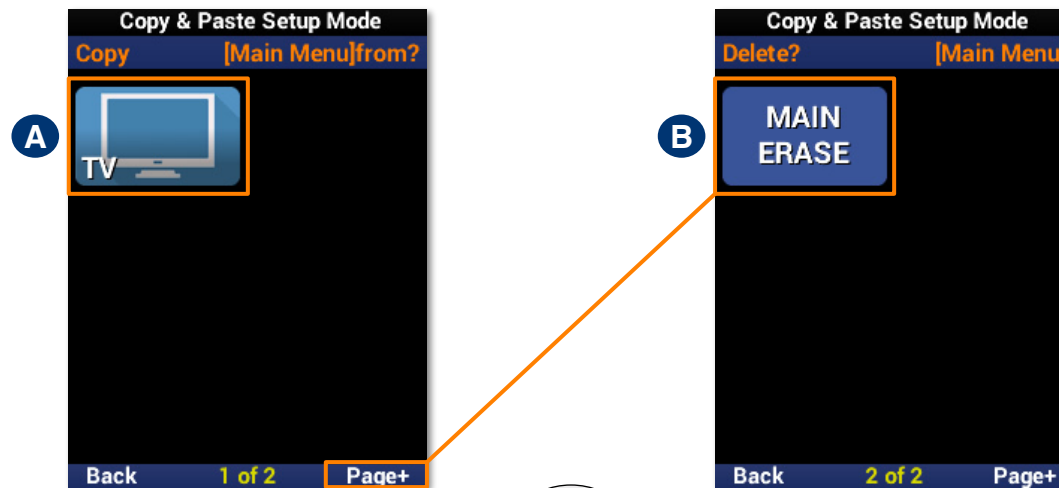 Copy & Paste Setup Mode
Copy [Main Menu]from?
A
TV
Back 1 of 2 Page+
Copy & Paste Setup Mode
Delete? [Main Menu
B
MAIN
ERASE
Back 2 of 2 Page+